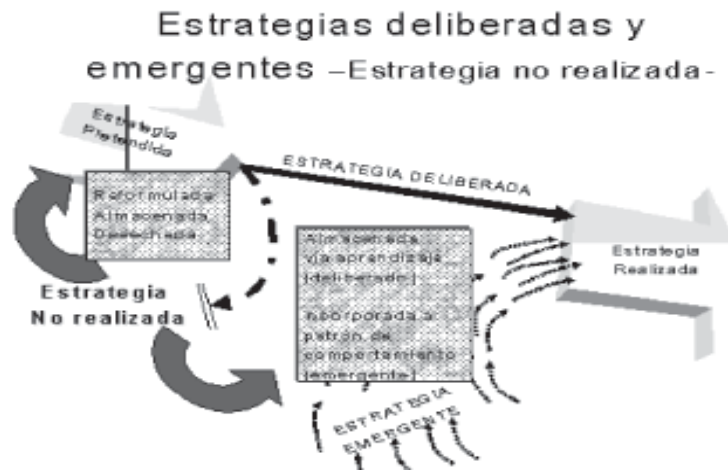 Estrategias deliberadas y
emergentes –Estrategia no realizada-
Estrategia
Pretendida
ESTRATEGIA DELIBERADA
Reformulada
Almacenada
Desechada
Almacenada
via aprendizaje
(deliberado)
Incorporada a
patrón de
comportamiento
(emergente)
Estrategia
Realizada
Estrategia
No realizada
ESTRATEGIA
EMERGENTE